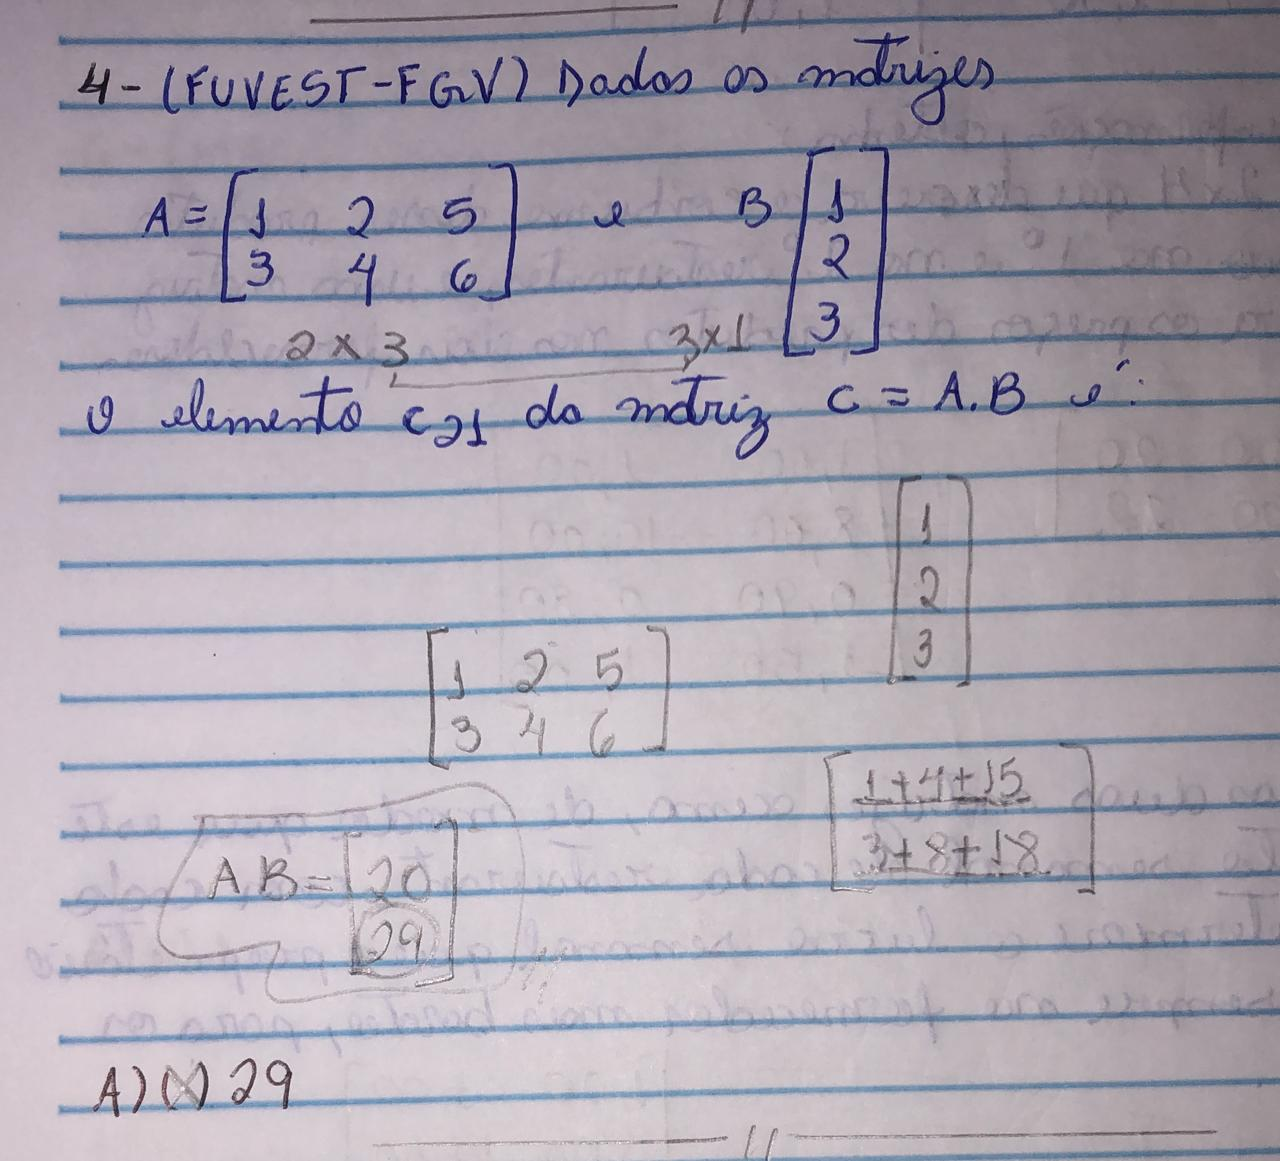 4-(FUVEST-FGV) Dados as matrizes
A = [1 2 5] e B [1]
[3 4 6] [2]
[3]
2 x 3 3x1
O elemento c21 da matriz C = A.B é:
[1]
[2]
[3]
[1 2 5]
[3 4 6]
[1+4+15]
[3+8+18]
AB = [20]
[29]
A) (X) 29